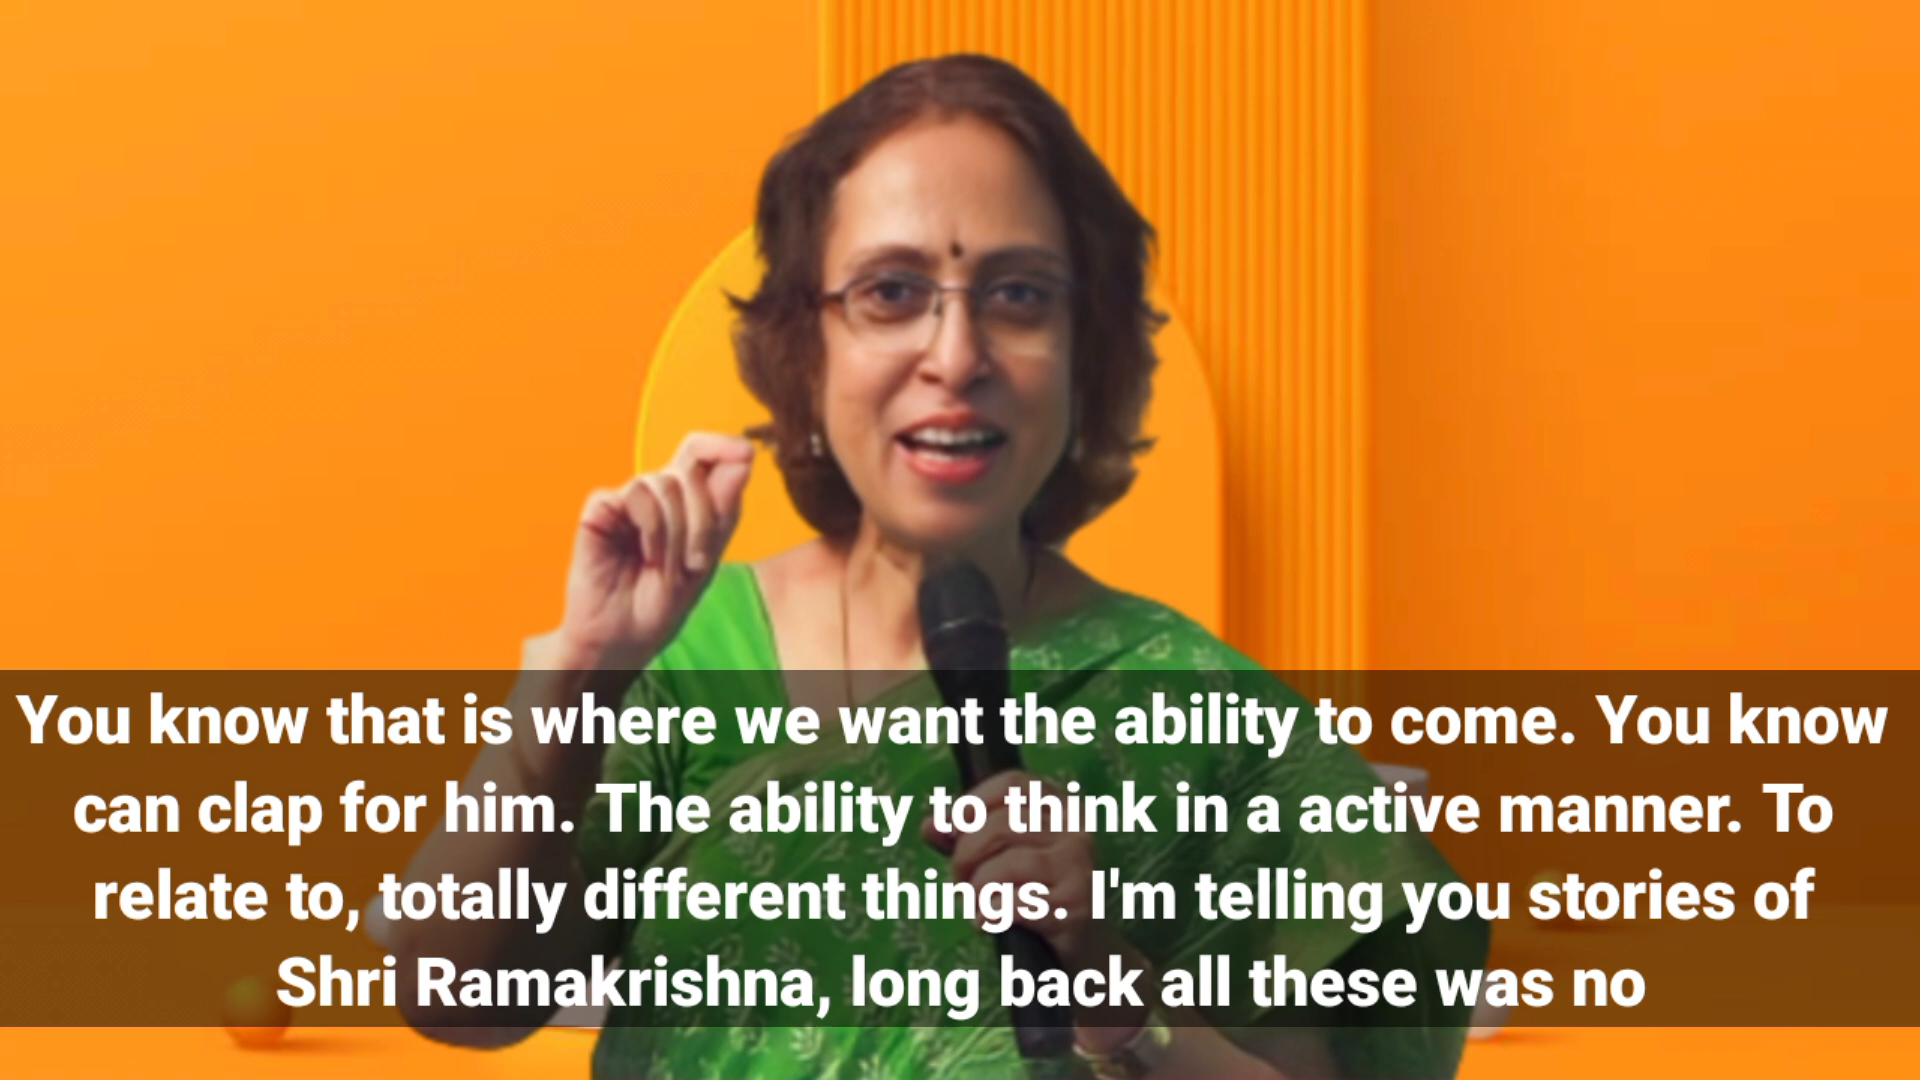 You know that is where we want the ability to come. You know
can clap for him. The ability to think in a active manner. To
relate to, totally different things. I'm telling you stories of
Shri Ramakrishna, long back all these was no